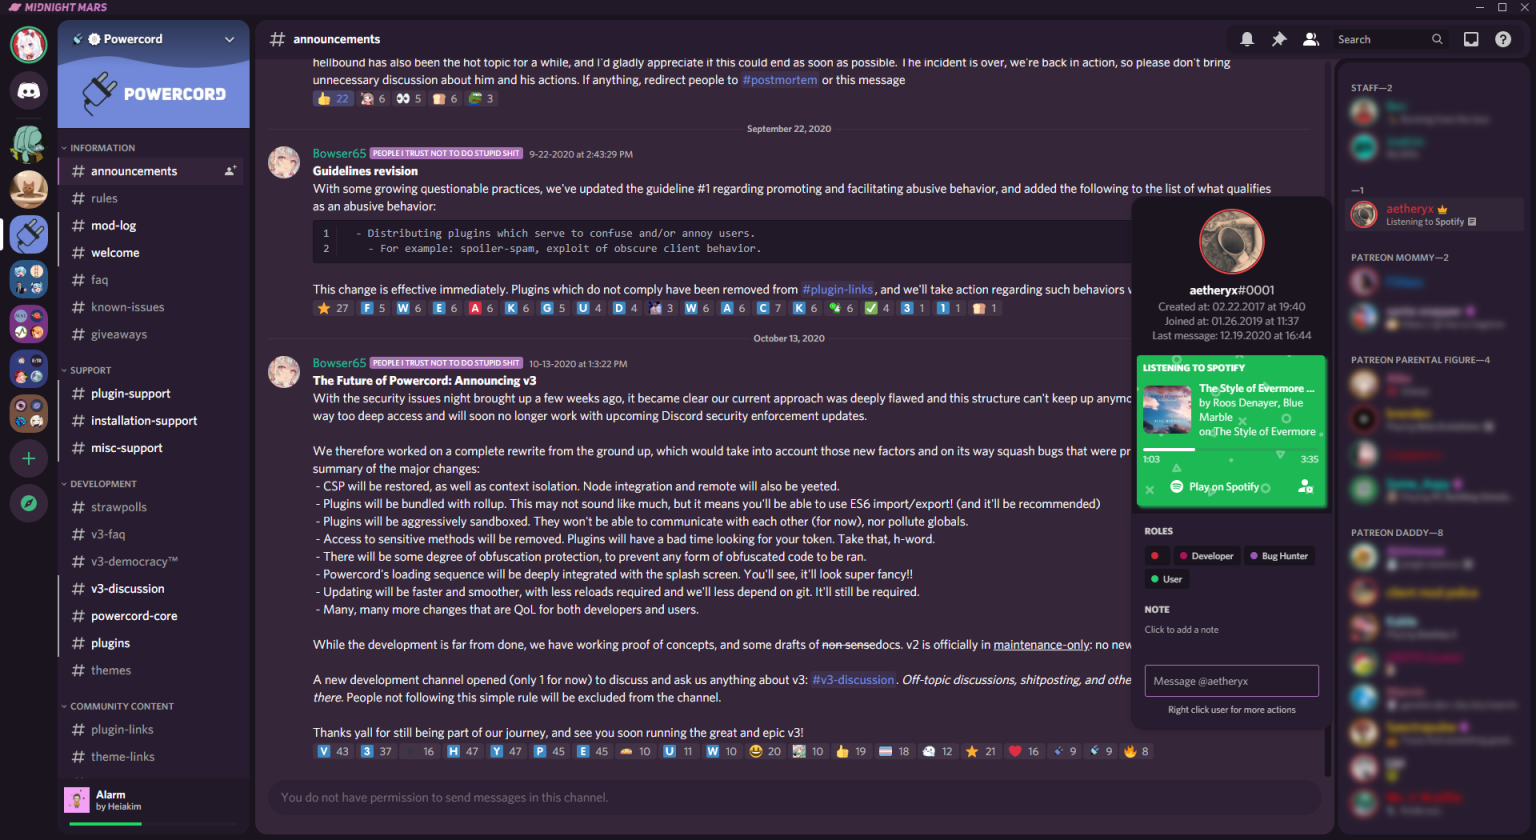 MIDNIGHT MARS
Powercord
POWERCORD
INFORMATION
# announcements
# rules
# mod-log
# welcome
# faq
# known-issues
# giveaways
SUPPORT
# plugin-support
# installation-support
# misc-support
DEVELOPMENT
# strawpolls
# v3-faq
# v3-democracy™
# v3-discussion
# powercord-core
# plugins
# themes
COMMUNITY CONTENT
# plugin-links
# theme-links
Alarm
by Heiakim
# announcements
Search
hellbound has also been the hot topic for a while, and I'd gladly appreciate if this could end as soon as possible. The incident is over, we're back in action, so please don't bring
unnecessary discussion about him and his actions. If anything, redirect people to #postmortem or this message
22 6 5 6 3
September 22, 2020
Bowser65 PEOPLE I TRUST NOT TO DO STUPID SHIT 9-22-2020 at 2:43:29 PM
Guidelines revision
With some growing questionable practices, we've updated the guideline #1 regarding promoting and facilitating abusive behavior, and added the following to the list of what qualifies
as an abusive behavior:
1 - Distributing plugins which serve to confuse and/or annoy users.
2 - For example: spoiler-spam, exploit of obscure client behavior.
This change is effective immediately. Plugins which do not comply have been removed from #plugin-links, and we'll take action regarding such behaviors
27 F 5 W 6 E 6 A 6 K 6 G 5 U 4 D 4 3 W 6 A 6 C 7 K 6 6 4 3 1 1 1 1
October 13, 2020
Bowser65 PEOPLE I TRUST NOT TO DO STUPID SHIT 10-13-2020 at 1:3:22 PM
The Future of Powercord: Announcing v3
With the security issues night brought up a few weeks ago, it became clear our current approach was deeply flawed and this structure can't keep up anymo
way too deep access and will soon no longer work with upcoming Discord security enforcement updates.
We therefore worked on a complete rewrite from the ground up, which would take into account those new factors and on its way squash bugs that were pr
summary of the major changes:
- CSP will be restored, as well as context isolation. Node integration and remote will also be yeeted.
- Plugins will be bundled with rollup. This may not sound like much, but it means you'll be able to use ES6 import/export! (and it'll be recommended)
- Plugins will be aggressively sandboxed. They won't be able to communicate with each other (for now), nor pollute globals.
- Access to sensitive methods will be removed. Plugins will have a bad time looking for your token. Take that, h-word.
- There will be some degree of obfuscation protection, to prevent any form of obfuscated code to be ran.
- Powercord's loading sequence will be deeply integrated with the splash screen. You'll see, it'll look super fancy!!
- Updating will be faster and smoother, with less reloads required and we'll less depend on git. It'll still be required.
- Many, many more changes that are QoL for both developers and users.
While the development is far from done, we have working proof of concepts, and some drafts of non sensedocs. v2 is officially in maintenance-only: no new
A new development channel opened (only 1 for now) to discuss and ask us anything about v3: #v3-discussion. Off-topic discussions, shitposting, and othe
there. People not following this simple rule will be excluded from the channel.
Thanks yall for still being part of our journey, and see you soon running the great and epic v3!
V 43 3 37 16 H 47 Y 47 P 45 E 45 10 U 11 W 10 20 10 19 18 12 21 16 9 9 8
You do not have permission to send messages in this channel.
aetheryx#0001
Created at: 02.22.2017 at 19:40
Joined at: 01.26.2019 at 11:37
Last message: 12.19.2020 at 16:44
LISTENING TO SPOTIFY
The Style of Evermore ...
by Roos Denayer, Blue
Marble
on The Style of Evermore
1:03 3:35
Play on Spotify
ROLES
Developer Bug Hunter
User
NOTE
Click to add a note
Message @aetheryx
Right click user for more actions
STAFF—2
—1
aetheryx
Listening to Spotify
PATREON MOMMY—2
PATREON PARENTAL FIGURE—4
PATREON DADDY—8